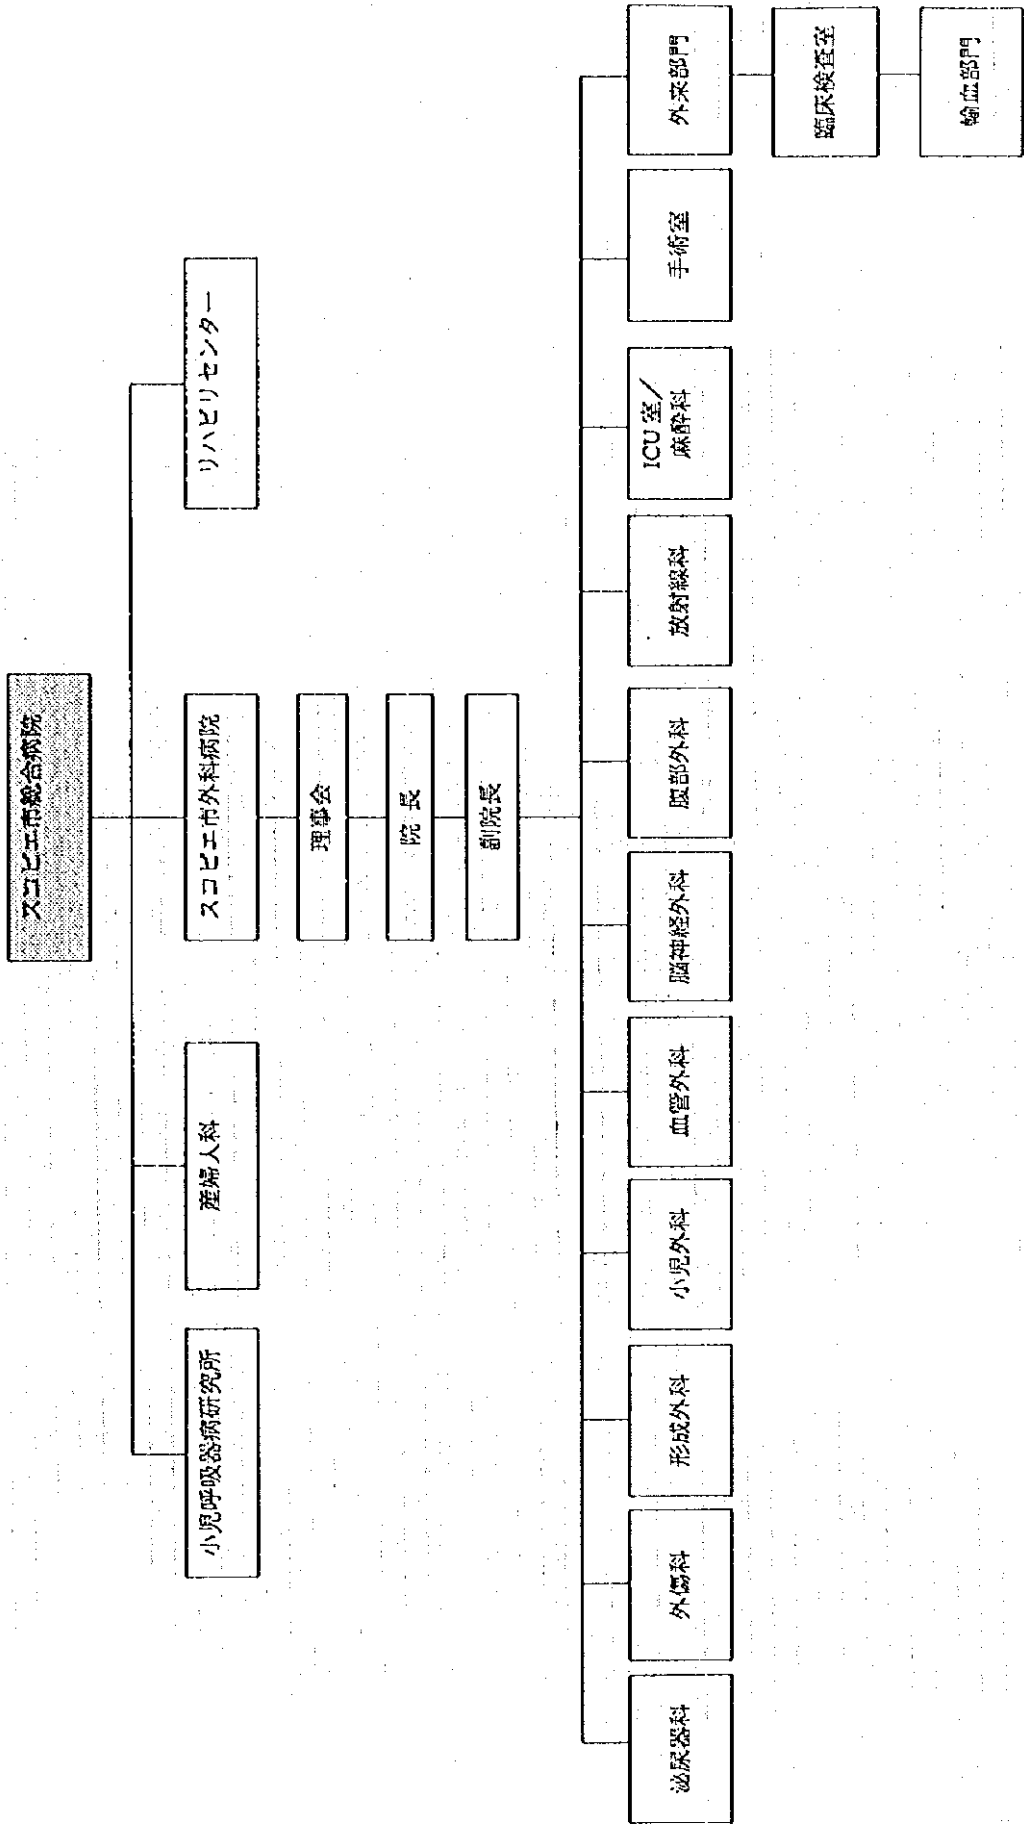 スコピエ市総合病院
小児呼吸器病研究所
産婦人科
スコピエ市外科病院
リハビリセンター
理事会
院 長
副院長
泌尿器科
外傷科
形成外科
小児外科
血管外科
脳神経外科
腹部外科
放射線科
ICU 室/
麻酔科
手術室
外来部門
臨床検査室
輸血部門